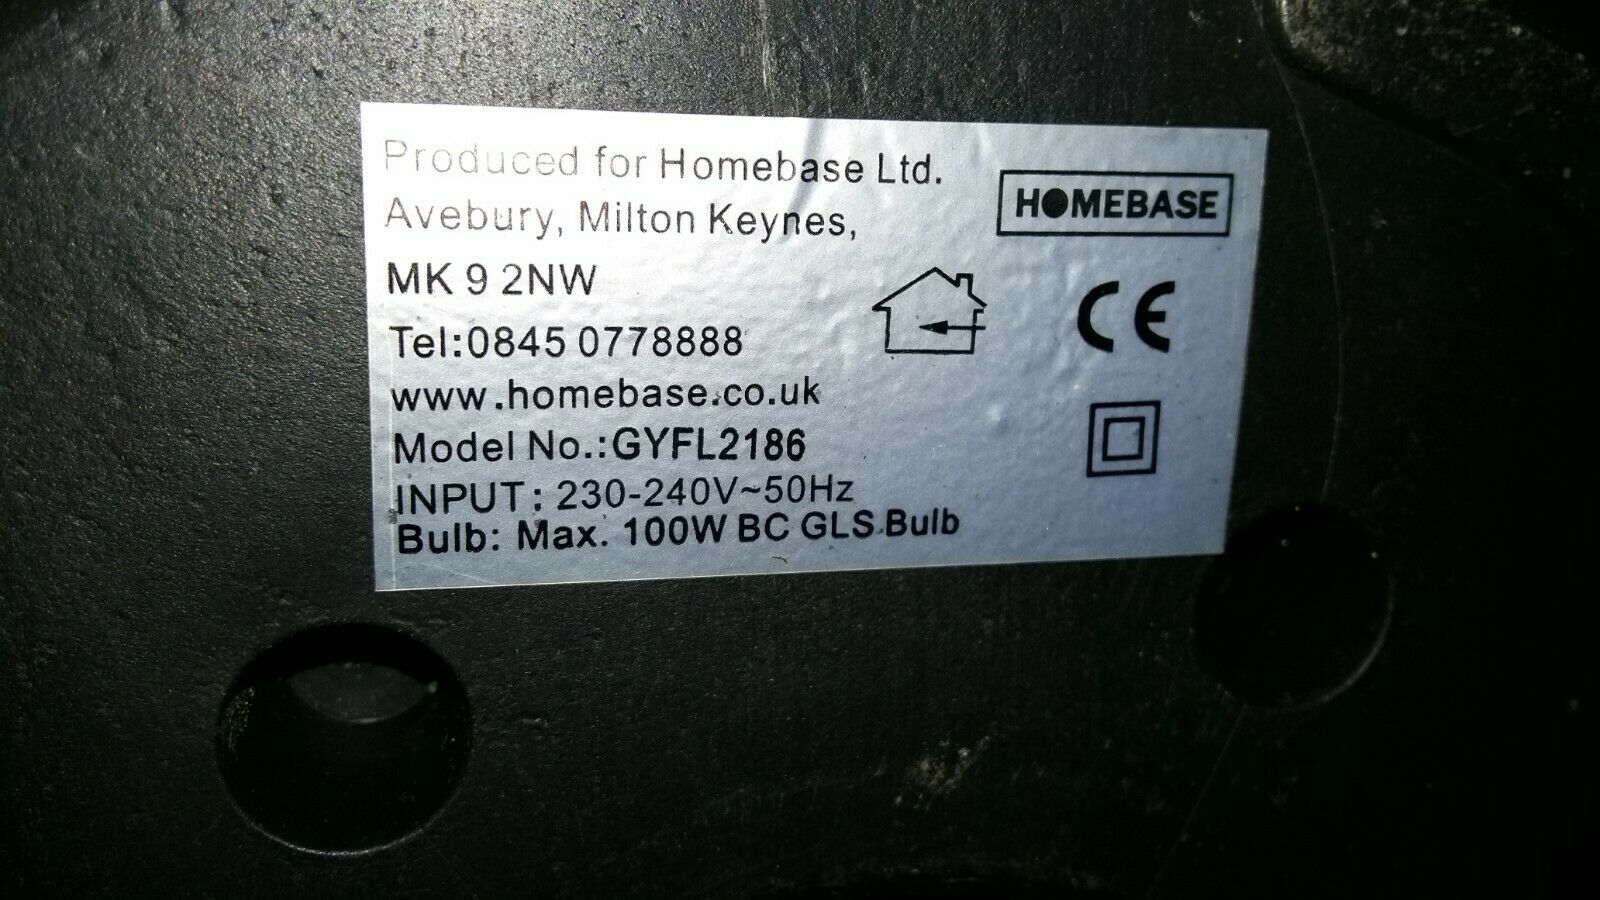 Produced for Homebase Ltd.
Avebury, Milton Keynes,
MK 9 2NW
Tel:0845 0778888
www.homebase.co.uk
Model No.:GYFL2186
INPUT: 230-240V~50Hz
Bulb: Max. 100W BC GLS Bulb
HOMEBASE
CE